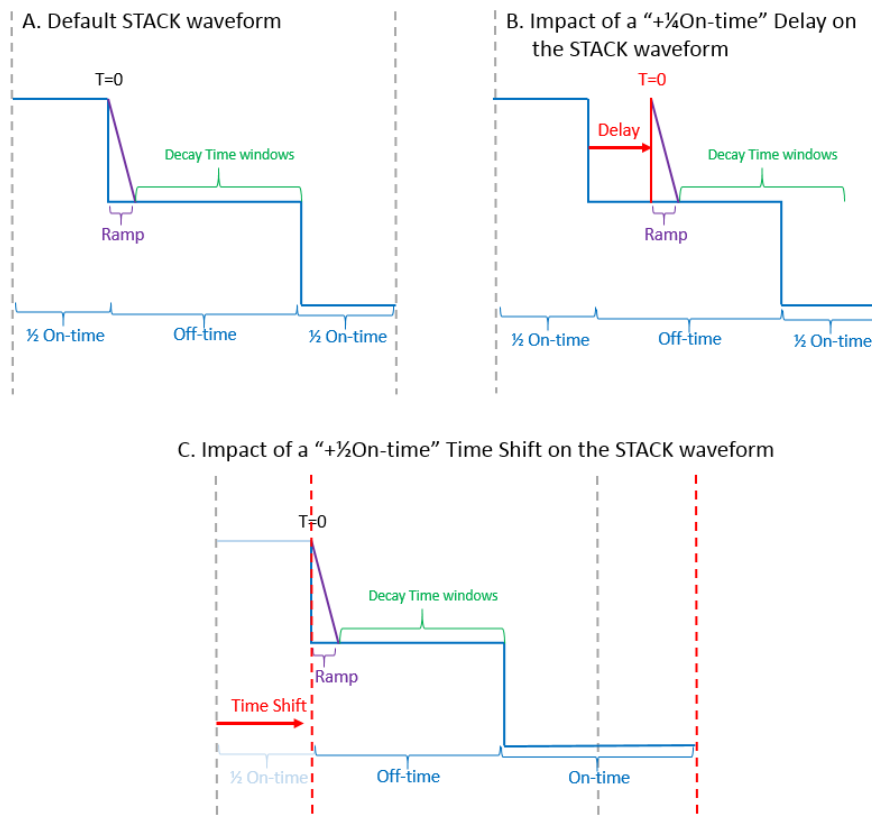 A. Default STACK waveform
T=0
Decay Time windows
Ramp
½ On-time
Off-time
½ On-time
B. Impact of a “+¼On-time” Delay on
the STACK waveform
T=0
Delay
Decay Time windows
Ramp
½ On-time
Off-time
½ On-time
C. Impact of a “+½On-time” Time Shift on the STACK waveform
T=0
Decay Time windows
Ramp
Time Shift
½ On-time
Off-time
On-time